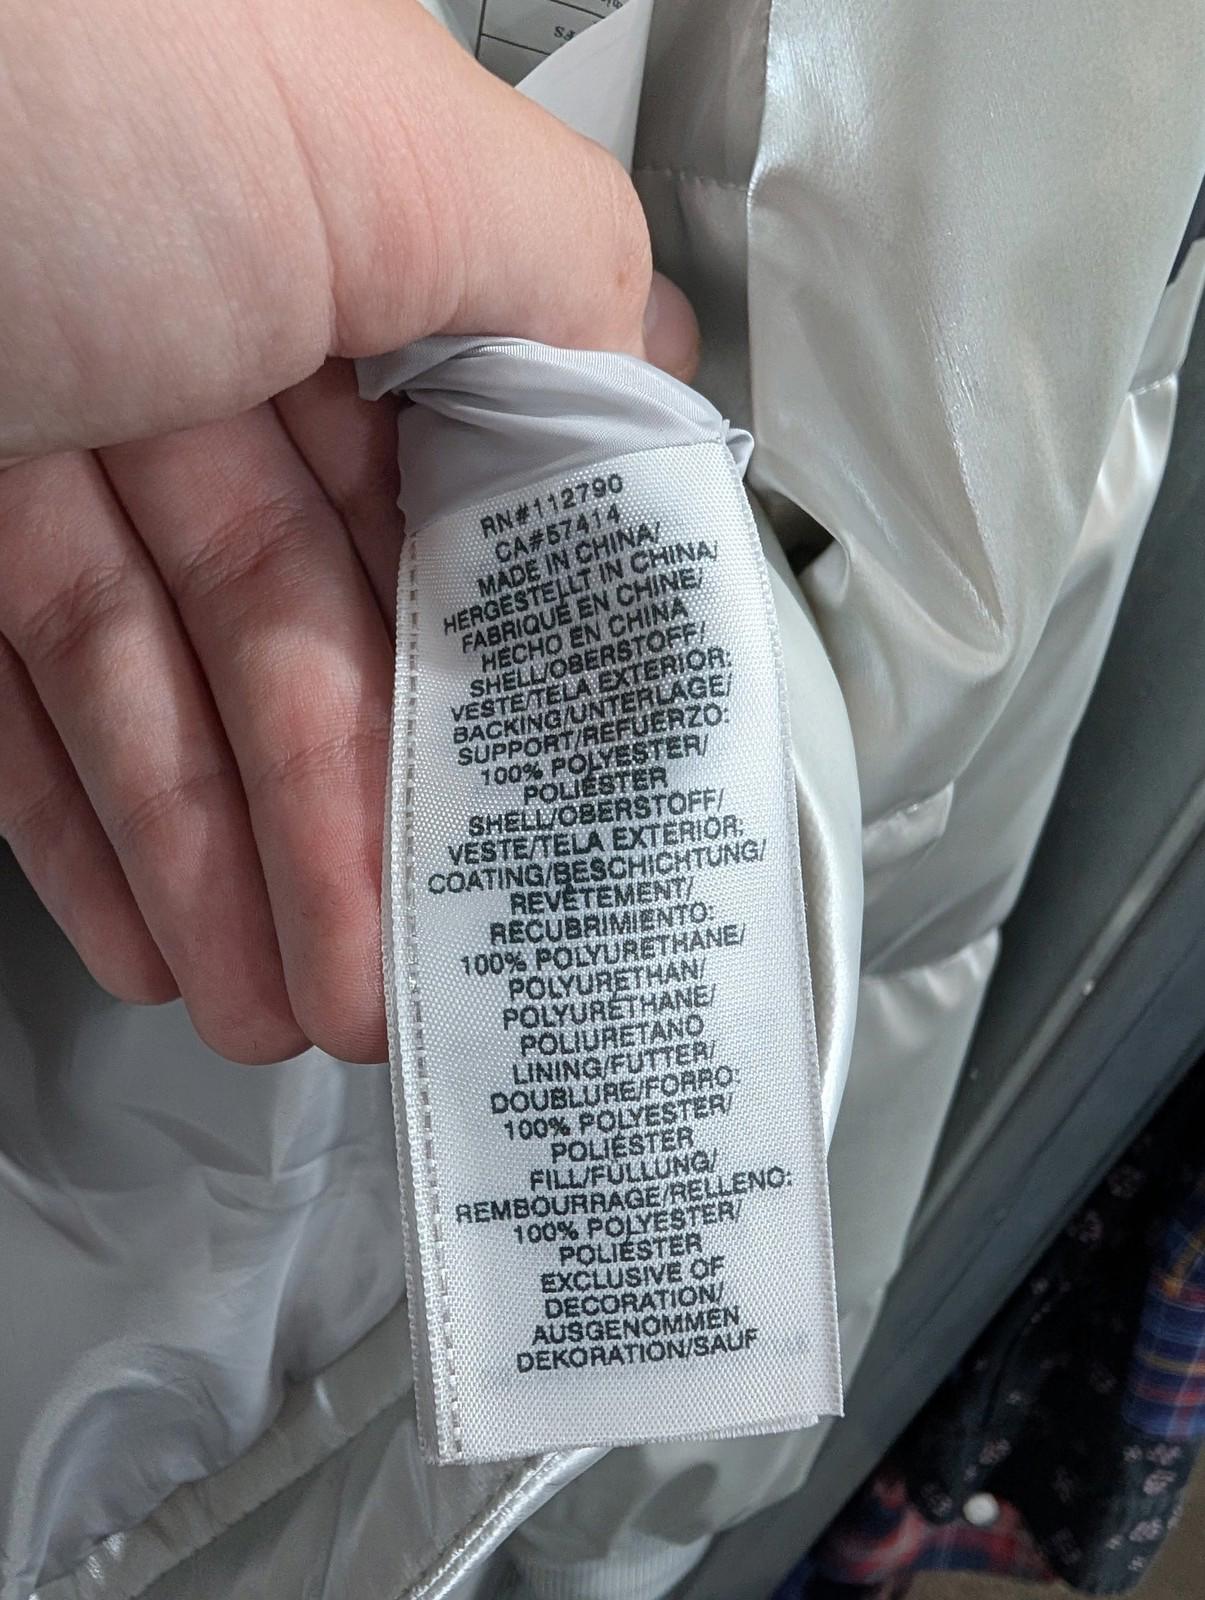 RN#112790
CA#57414
MADE IN CHINA/
HERGESTELLT IN CHINA/
FABRIQUÉ EN CHINE/
HECHO EN CHINA
SHELL/OBERSTOFF/
VESTE/TELA EXTERIOR:
BACKING/UNTERLAGE/
SUPPORT/REFUERZO:
100% POLYESTER/
POLIÉSTER
SHELL/OBERSTOFF/
VESTE/TELA EXTERIOR:
COATING/BESCHICHTUNG/
REVÊTEMENT/
RECUBRIMIENTO:
100% POLYURETHANE/
POLYURETHAN/
POLYURÉTHANE/
POLIURETANO
LINING/FUTTER/
DOUBLURE/FORRO:
100% POLYESTER/
POLIÉSTER
FILL/FÜLLUNG/
REMBOURRAGE/RELLENO:
100% POLYESTER/
POLIÉSTER
EXCLUSIVE OF
DECORATION/
AUSGENOMMEN
DEKORATION/SAUF